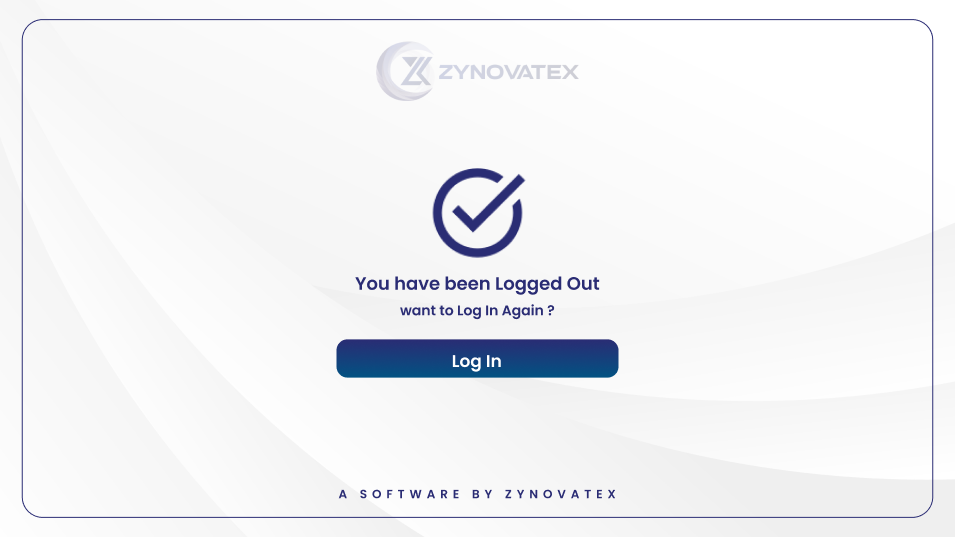 ZYNOVATEX
You have been Logged Out
want to Log In Again ?
Log In
A SOFTWARE BY ZYNOVATEX